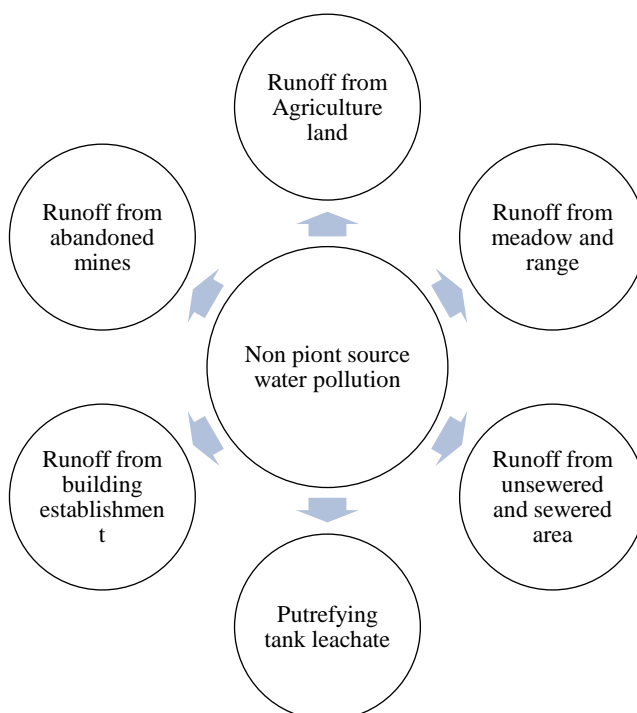 Runoff from
Agriculture
land
Runoff from
meadow and
range
Runoff from
unsewered
and sewered
area
Putrefying
tank leachate
Runoff from
building
establishmen
t
Runoff from
abandoned
mines
Non piont source
water pollution